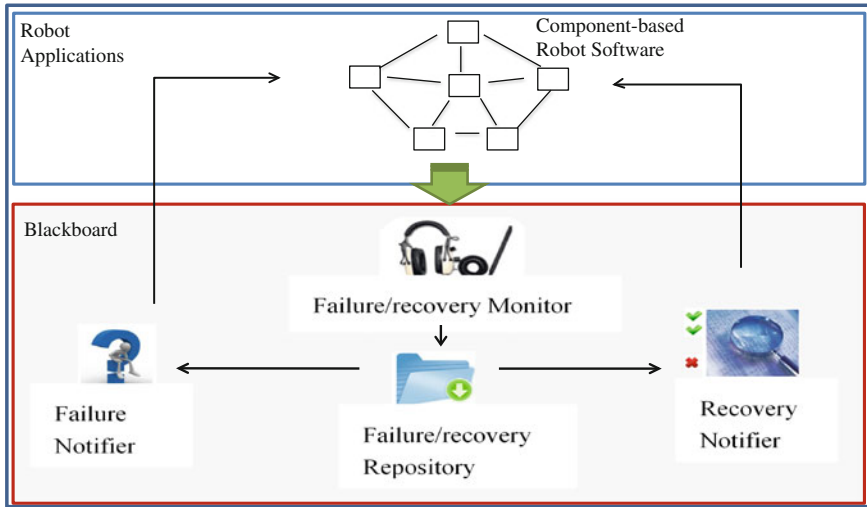 Robot
Applications
Component-based
Robot Software
Blackboard
Failure/recovery Monitor
Failure
Notifier
Failure/recovery
Repository
Recovery
Notifier